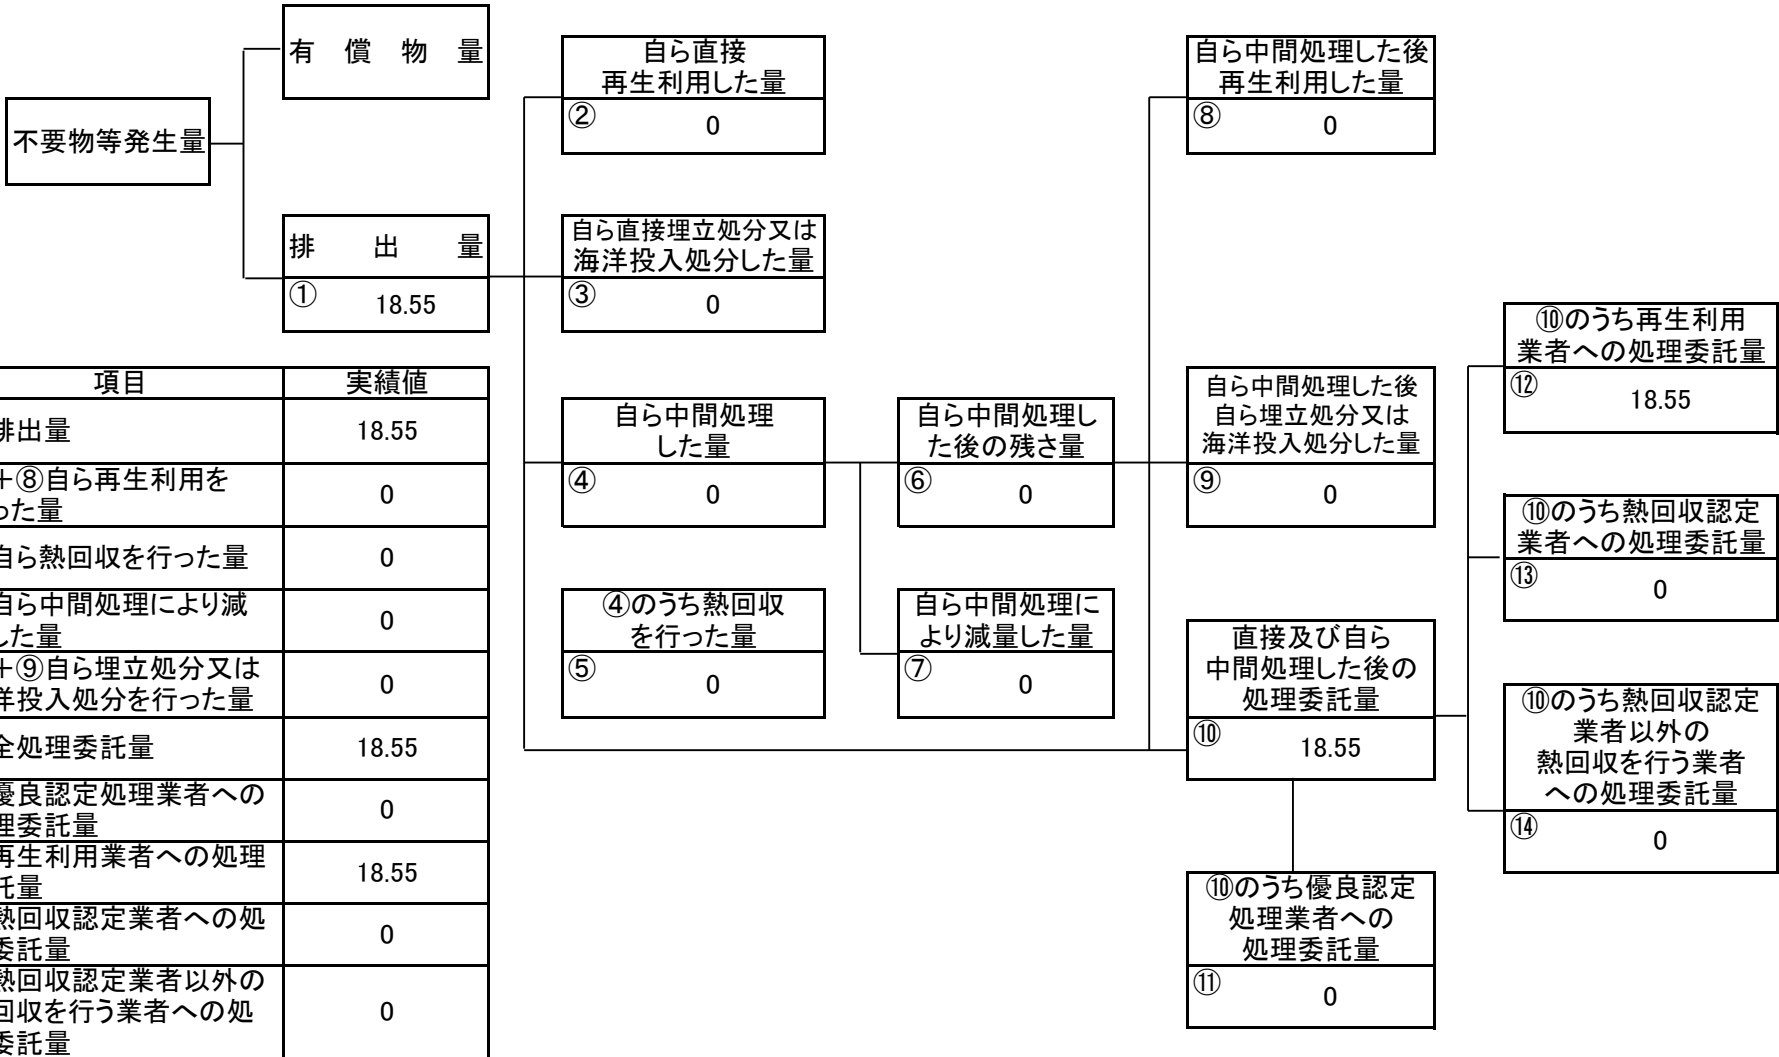 有償物量
不要物等発生量
排出量
① 18.55
自ら直接
再生利用した量
② 0
自ら直接埋立処分又は
海洋投入処分した量
③ 0
自ら中間処理
した量
④ 0
④のうち熱回収
を行った量
⑤ 0
自ら中間処理し
た後の残さ量
⑥ 0
自ら中間処理に
より減量した量
⑦ 0
自ら中間処理した後
再生利用した量
⑧ 0
自ら中間処理した後
自ら埋立処分又は
海洋投入処分した量
⑨ 0
直接及び自ら
中間処理した後の
処理委託量
⑩ 18.55
⑩のうち優良認定
処理業者への
処理委託量
⑪ 0
⑩のうち再生利用
業者への処理委託量
⑫ 18.55
⑩のうち熱回収認定
業者への処理委託量
⑬ 0
⑩のうち熱回収認定
業者以外の
熱回収を行う業者
への処理委託量
⑭ 0
項目 実績値
排出量 18.55
+⑧自ら再生利用を
った量 0
自ら熱回収を行った量 0
自ら中間処理により減
した量 0
+⑨自ら埋立処分又は
洋投入処分を行った量 0
全処理委託量 18.55
優良認定処理業者への
理委託量 0
再生利用業者への処理
託量 18.55
熱回収認定業者への処
委託量 0
熱回収認定業者以外の
回収を行う業者への処
委託量 0